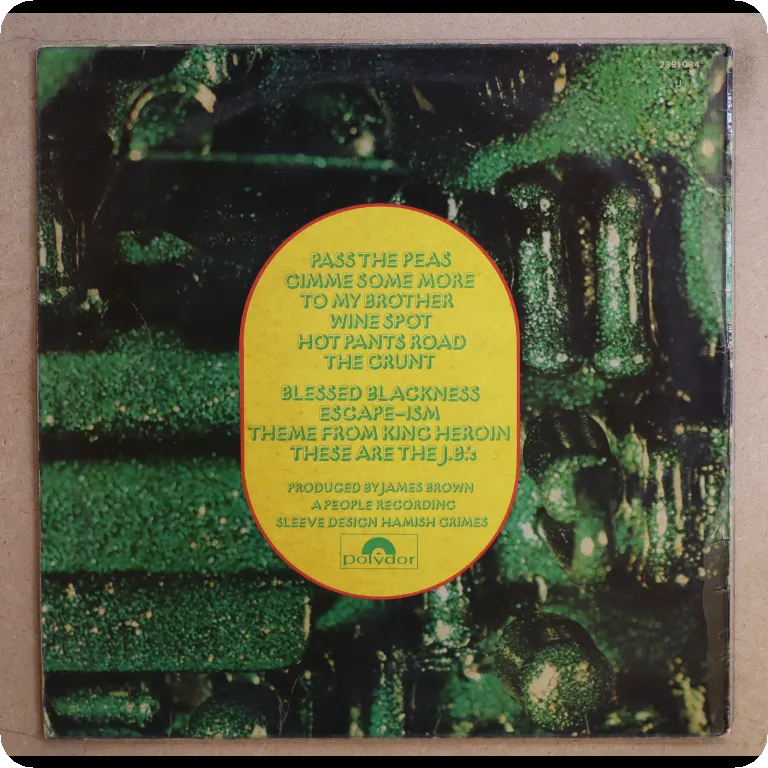 2391 034
U
PASS THE PEAS
GIMME SOME MORE
TO MY BROTHER
WINE SPOT
HOT PANTS ROAD
THE GRUNT
BLESSED BLACKNESS
ESCAPE-ISM
THEME FROM KING HEROIN
THESE ARE THE J.B.'s
PRODUCED BY JAMES BROWN
A PEOPLE RECORDING
SLEEVE DESIGN HAMISH GRIMES
polydor